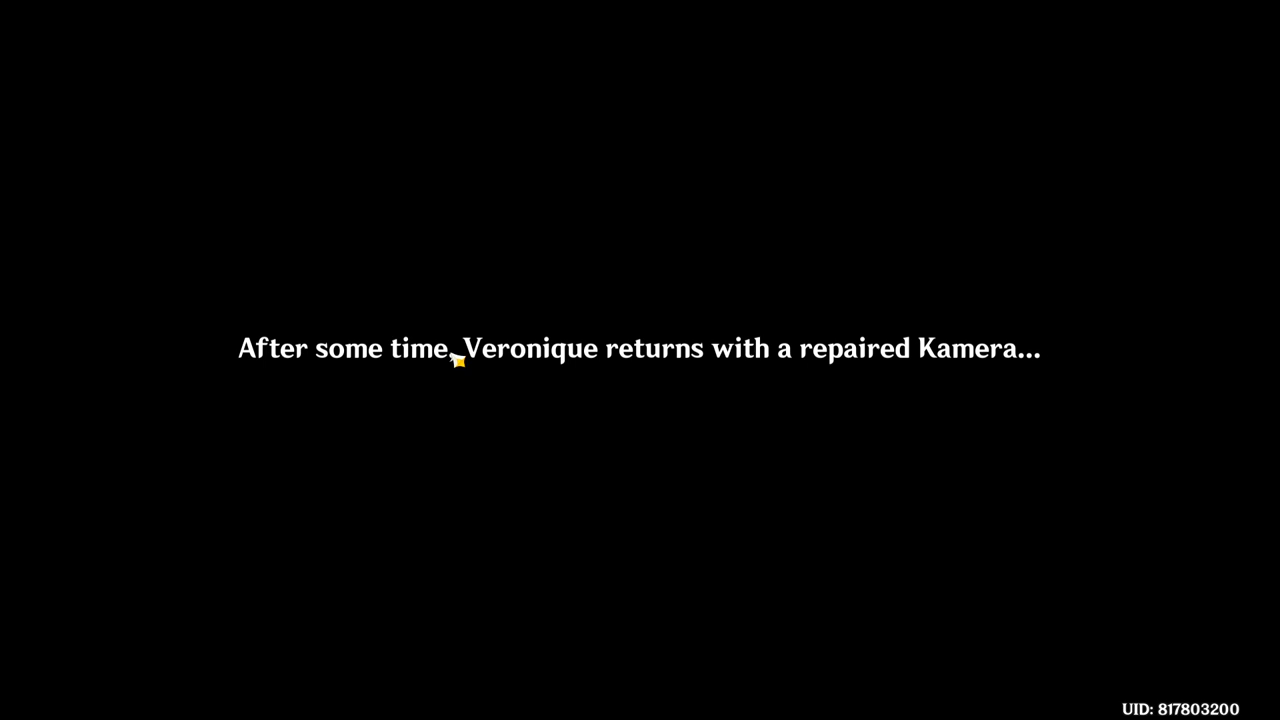 After some time, Veronique returns with a repaired Kamera...
UID: 817803200